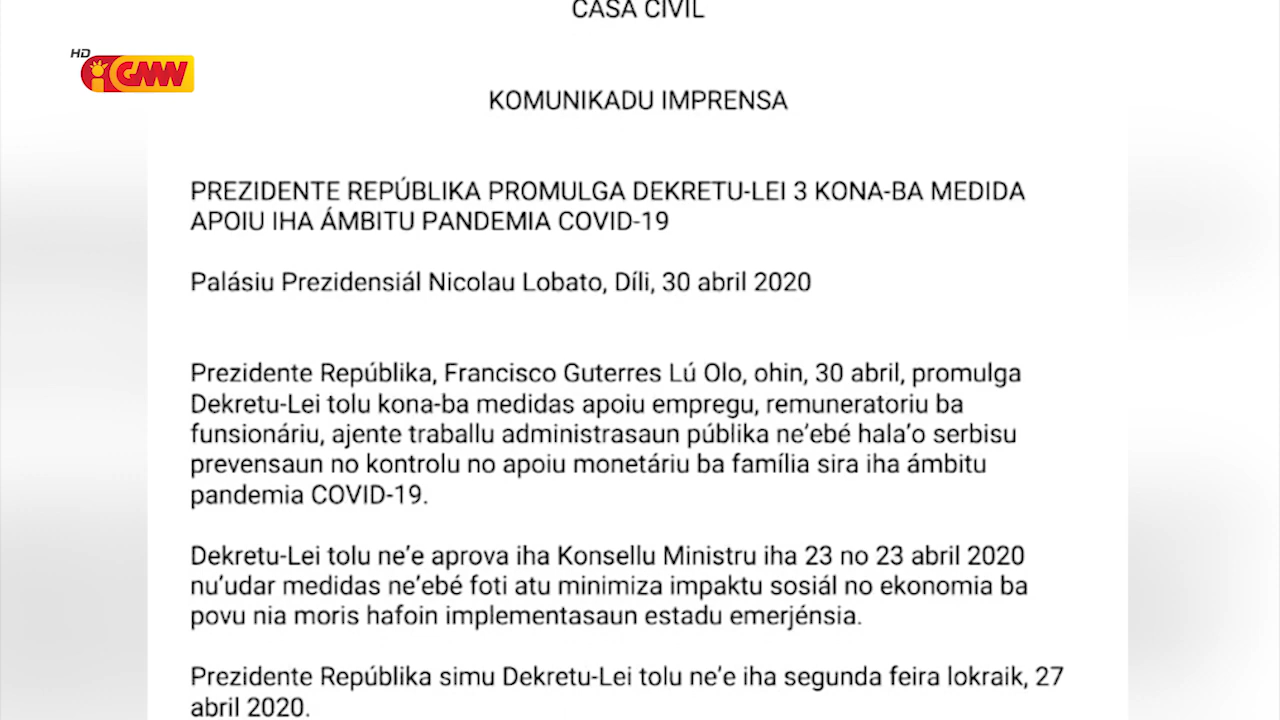 CASA CIVIL
HD
GMN
KOMUNIKADU IMPRENSA
PREZIDENTE REPÚBLIKA PROMULGA DEKRETU-LEI 3 KONA-BA MEDIDA
APOIU IHA ÁMBITU PANDEMIA COVID-19
Palásiu Prezidensiál Nicolau Lobato, Díli, 30 abril 2020
Prezidente Repúblika, Francisco Guterres Lú Olo, ohin, 30 abril, promulga
Dekretu-Lei tolu kona-ba medidas apoiu empregu, remuneratoriu ba
funsionáriu, ajente traballu administrasaun públika ne’ebé hala’o serbisu
prevensaun no kontrolu no apoiu monetáriu ba família sira iha ámbitu
pandemia COVID-19.
Dekretu-Lei tolu ne’e aprova iha Konsellu Ministru iha 23 no 23 abril 2020
nu’udar medidas ne’ebé foti atu minimiza impaktu sosiál no ekonomia ba
povu nia moris hafoin implementasaun estadu emerjénsia.
Prezidente Repúblika simu Dekretu-Lei tolu ne’e iha segunda feira lokraik, 27
abril 2020.